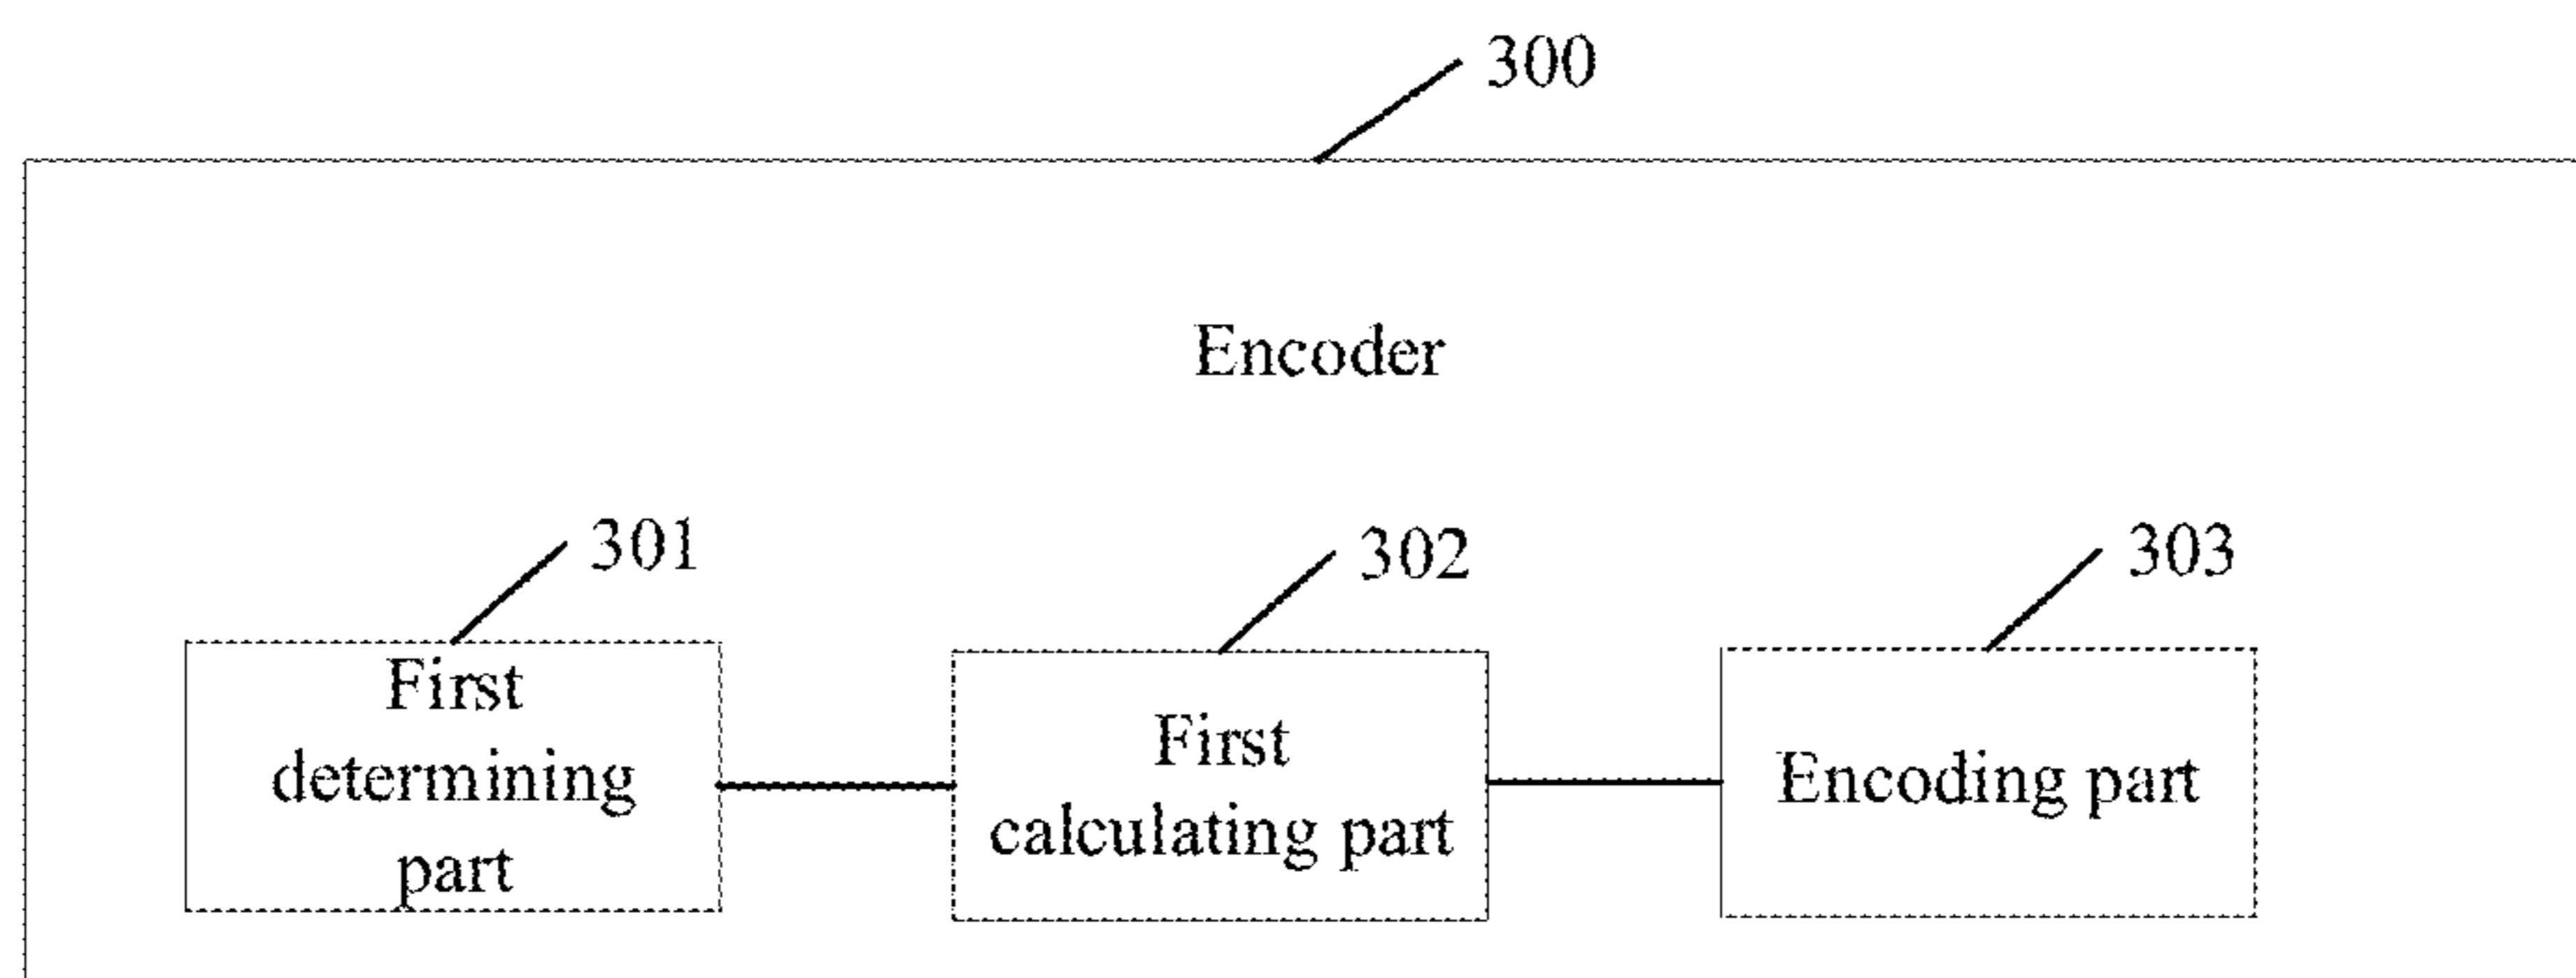 300
Encoder
301
302
303
First
determining
part
First
calculating part
Encoding part